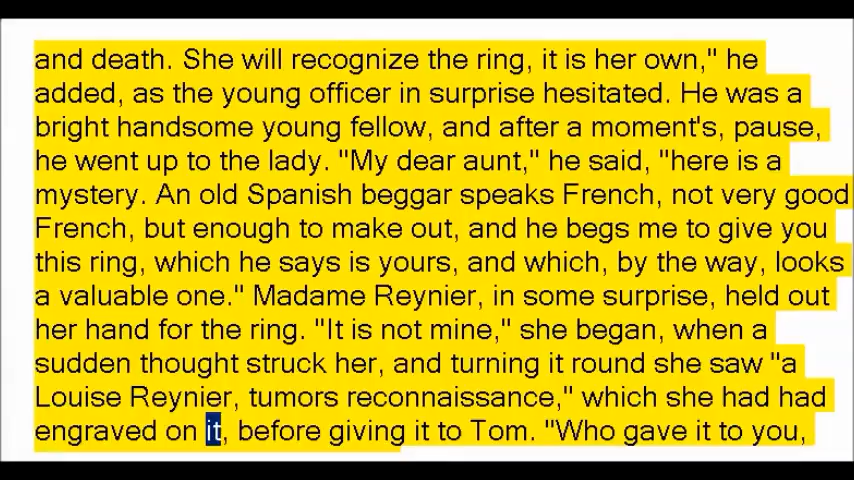 and death. She will recognize the ring, it is her own," he
added, as the young officer in surprise hesitated. He was a
bright handsome young fellow, and after a moment's, pause,
he went up to the lady. "My dear aunt," he said, "here is a
mystery. An old Spanish beggar speaks French, not very good
French, but enough to make out, and he begs me to give you
this ring, which he says is yours, and which, by the way, looks
a valuable one." Madame Reynier, in some surprise, held out
her hand for the ring. "It is not mine," she began, when a
sudden thought struck her, and turning it round she saw "a
Louise Reynier, tumors reconnaissance," which she had had
engraved on it, before giving it to Tom. "Who gave it to you,